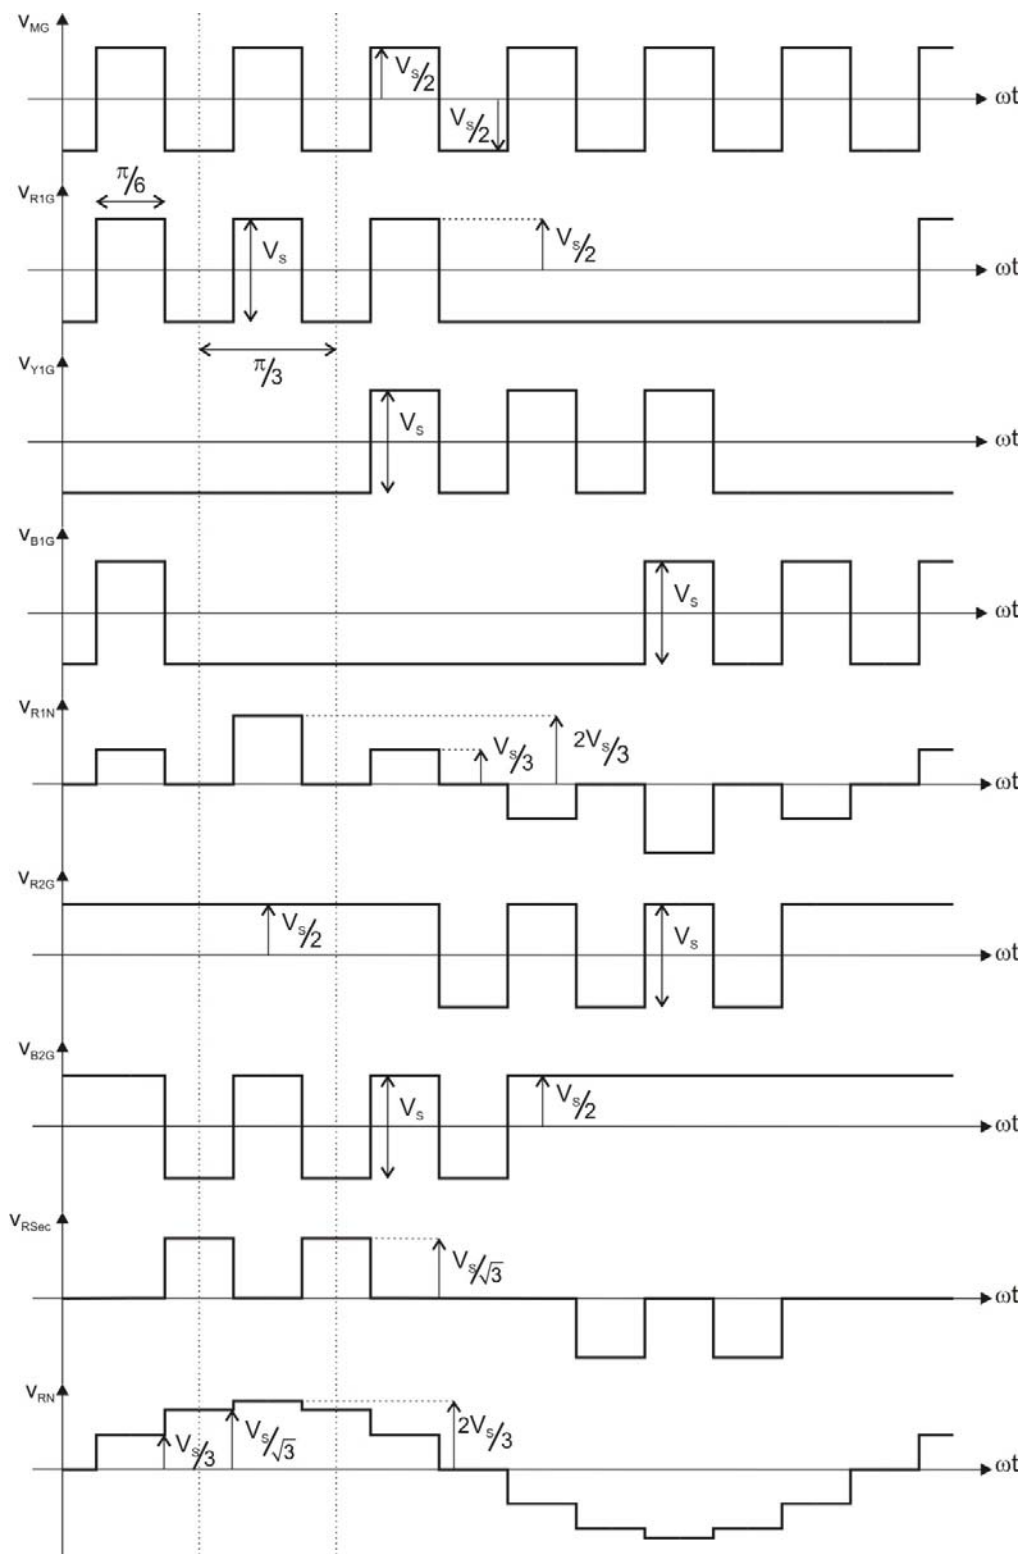 V_MG
V_S/2
ωt
V_S/2
π/6
V_R1G
V_S
V_S/2
ωt
V_Y1G
π/3
V_S
ωt
V_B1G
V_S
ωt
V_R1N
V_S/3
2V_S/3
ωt
V_R2G
V_S/2
V_S
ωt
V_B2G
V_S
V_S/2
ωt
V_RSec
V_S/√3
ωt
V_RN
V_S/3
V_S/√3
2V_S/3
ωt